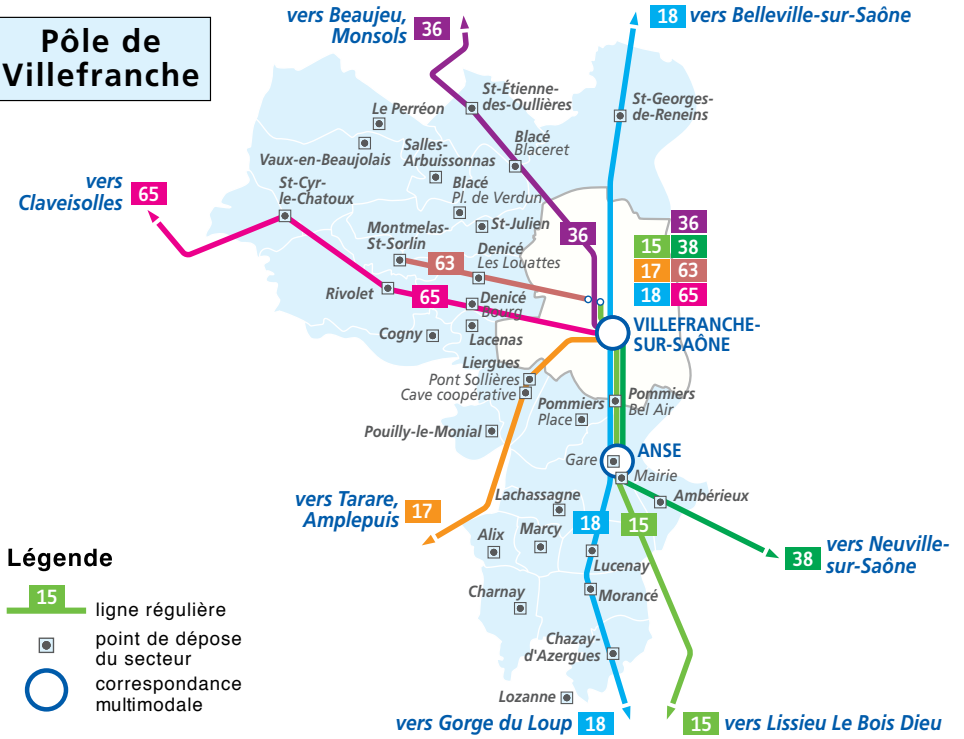 Pôle de
Villefranche
vers Beaujeu,
Monsols
36
18 vers Belleville-sur-Saône
St-Étienne-
des-Oullières
St-Georges-
de-Reneins
Le Perréon
Vaux-en-Beaujolais
Salles-
Arbuissonnas
Blacé
Blaceret
vers
Claveisolles
65
St-Cyr-
le-Chatoux
Blacé
Pl. de Verdun
St-Julien
Montmelas-
St-Sorlin
Denicé
Les Louattes
36
36
15 38
17 63
18 65
63
Rivolet
65
Denicé
Bourg
Cogny
Lacenas
VILLEFRANCHE-
SUR-SAÔNE
Liergues
Pont Sollières
Cave coopérative
Pommiers
Place
Pommiers
Bel Air
Pouilly-le-Monial
ANSE
Gare
Mairie
vers Tarare,
Amplepuis
17
Lachassagne
Ambérieux
18
15
Alix
Marcy
38
vers Neuville-
sur-Saône
Lucenay
Charnay
Morancé
Chazay-
d'Azergues
Lozanne
vers Gorge du Loup 18
15 vers Lissieu Le Bois Dieu
Légende
15
ligne régulière
point de dépose
du secteur
correspondance
multimodale